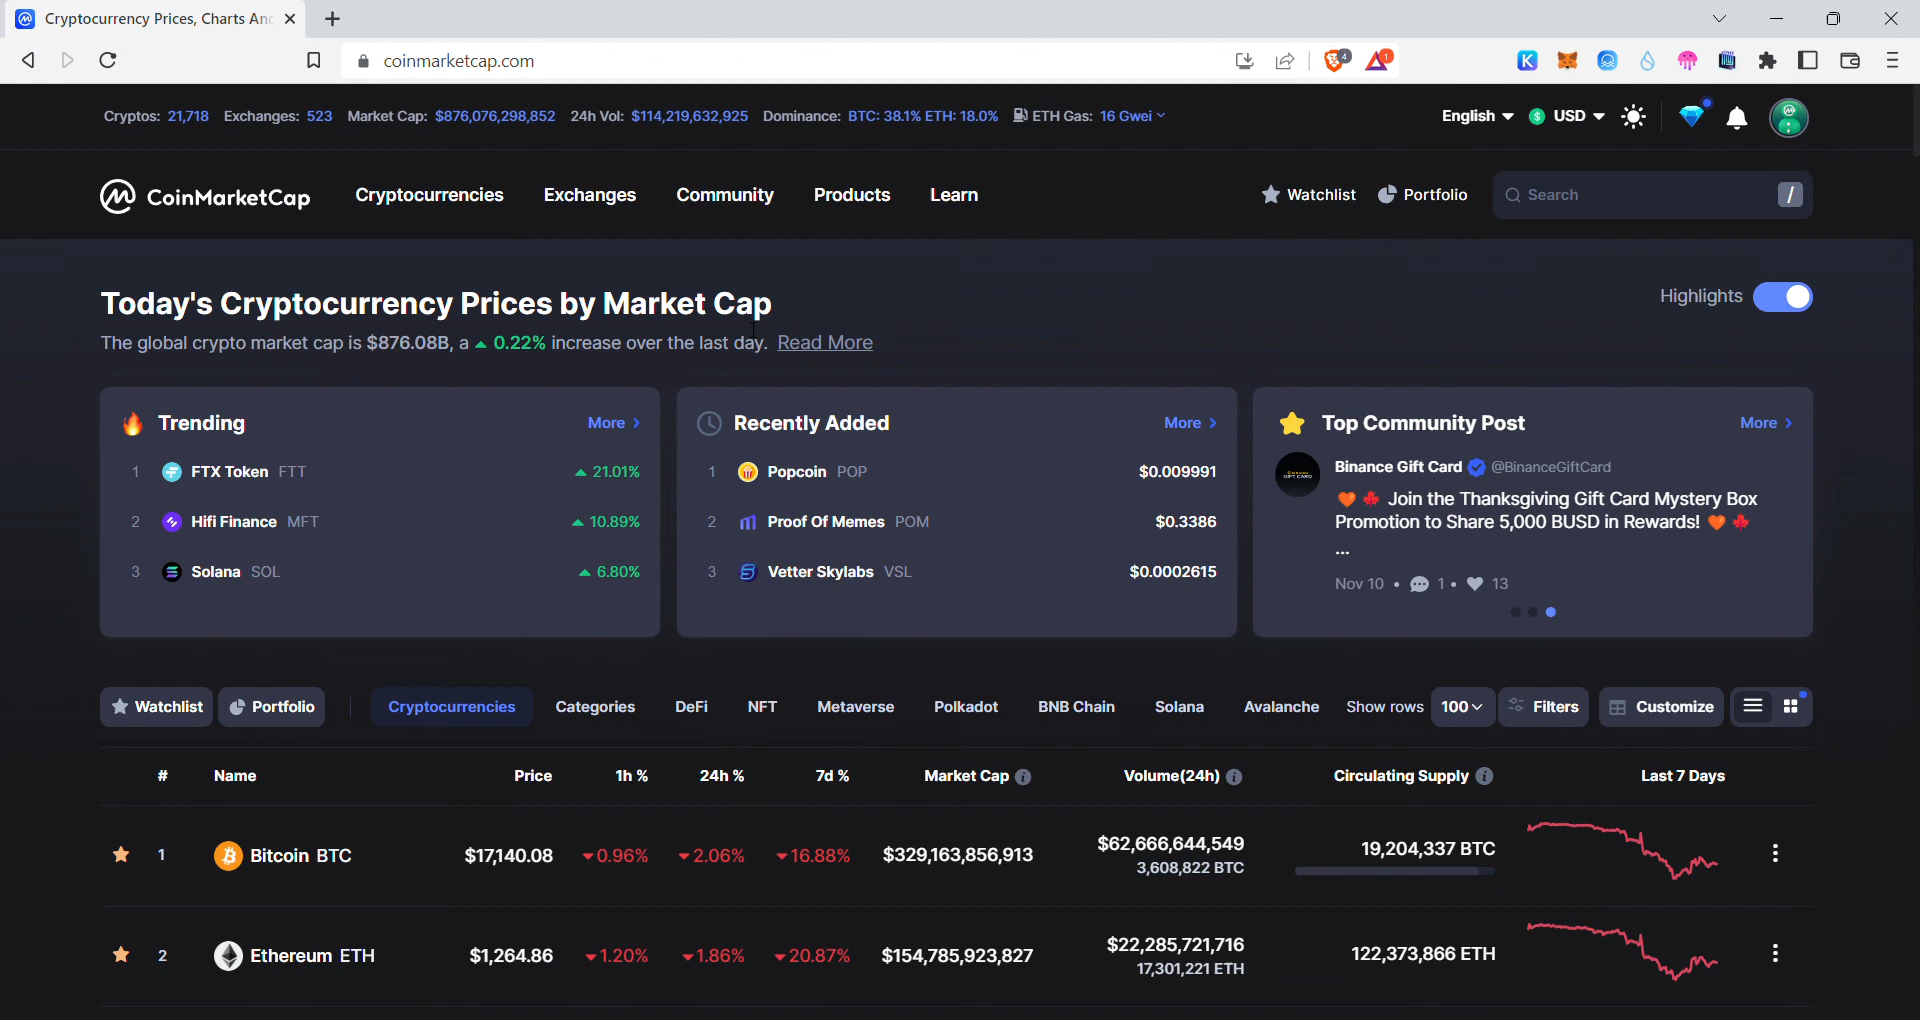 Cryptocurrency Prices, Charts And
coinmarketcap.com
4
1
Cryptos: 21,718 Exchanges: 523 Market Cap: $876,076,298,852 24h Vol: $114,219,632,925 Dominance: BTC: 38.1% ETH: 18.0% ETH Gas: 16 Gwei
English USD
CoinMarketCap Cryptocurrencies Exchanges Community Products Learn
Watchlist Portfolio Search /
Today's Cryptocurrency Prices by Market Cap
Highlights
The global crypto market cap is $876.08B, a 0.22% increase over the last day. Read More
Trending More
1 FTX Token FTT 21.01%
2 Hifi Finance MFT 10.89%
3 Solana SOL 6.80%
Recently Added More
1 Popcoin POP $0.009991
2 Proof Of Memes POM $0.3386
3 Vetter Skylabs VSL $0.0002615
Top Community Post More
Binance Gift Card @BinanceGiftCard
🧡 🍁 Join the Thanksgiving Gift Card Mystery Box
Promotion to Share 5,000 BUSD in Rewards! 🧡 🍁
...
Nov 10 • 1 • 13
Watchlist Portfolio Cryptocurrencies Categories DeFi NFT Metaverse Polkadot BNB Chain Solana Avalanche Show rows 100 Filters Customize
# Name Price 1h % 24h % 7d % Market Cap Volume(24h) Circulating Supply Last 7 Days
1 Bitcoin BTC $17,140.08 0.96% 2.06% 16.88% $329,163,856,913 $62,666,644,549 19,204,337 BTC
3,608,822 BTC
2 Ethereum ETH $1,264.86 1.20% 1.86% 20.87% $154,785,923,827 $22,285,721,716 122,373,866 ETH
17,301,221 ETH